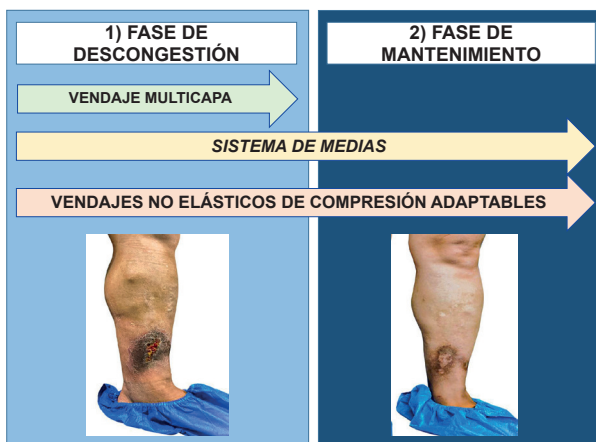 1) FASE DE
DESCONGESTIÓN
2) FASE DE
MANTENIMIENTO
VENDAJE MULTICAPA
SISTEMA DE MEDIAS
VENDAJES NO ELÁSTICOS DE COMPRESIÓN ADAPTABLES